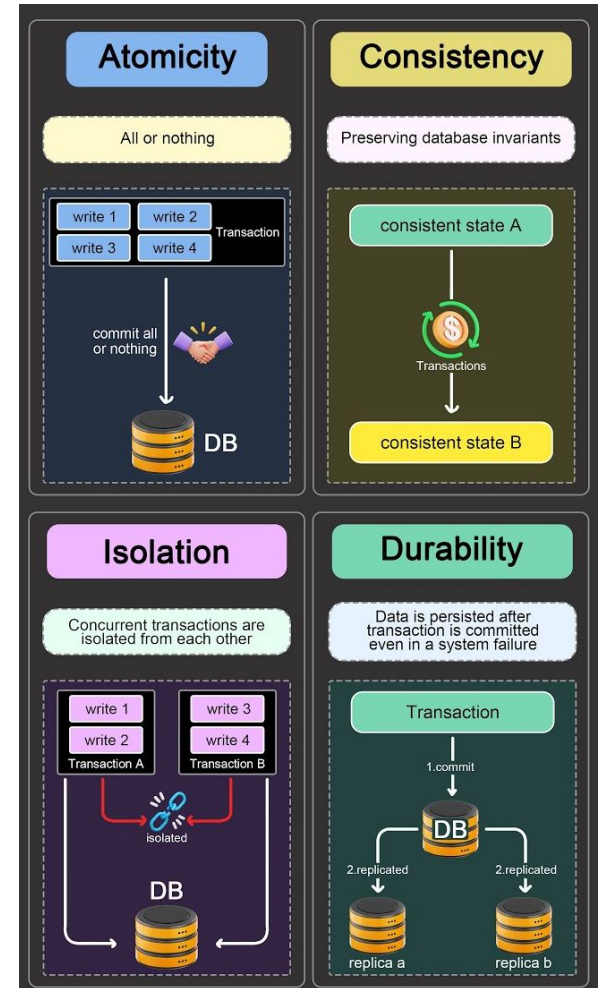 Atomicity
All or nothing
write 1
write 2
write 3
write 4
Transaction
commit all
or nothing
DB
Consistency
Preserving database invariants
consistent state A
$
Transactions
consistent state B
Isolation
Concurrent transactions are
isolated from each other
write 1
write 2
Transaction A
write 3
write 4
Transaction B
isolated
DB
Durability
Data is persisted after
transaction is committed
even in a system failure
Transaction
1.commit
DB
2.replicated
2.replicated
replica a
replica b